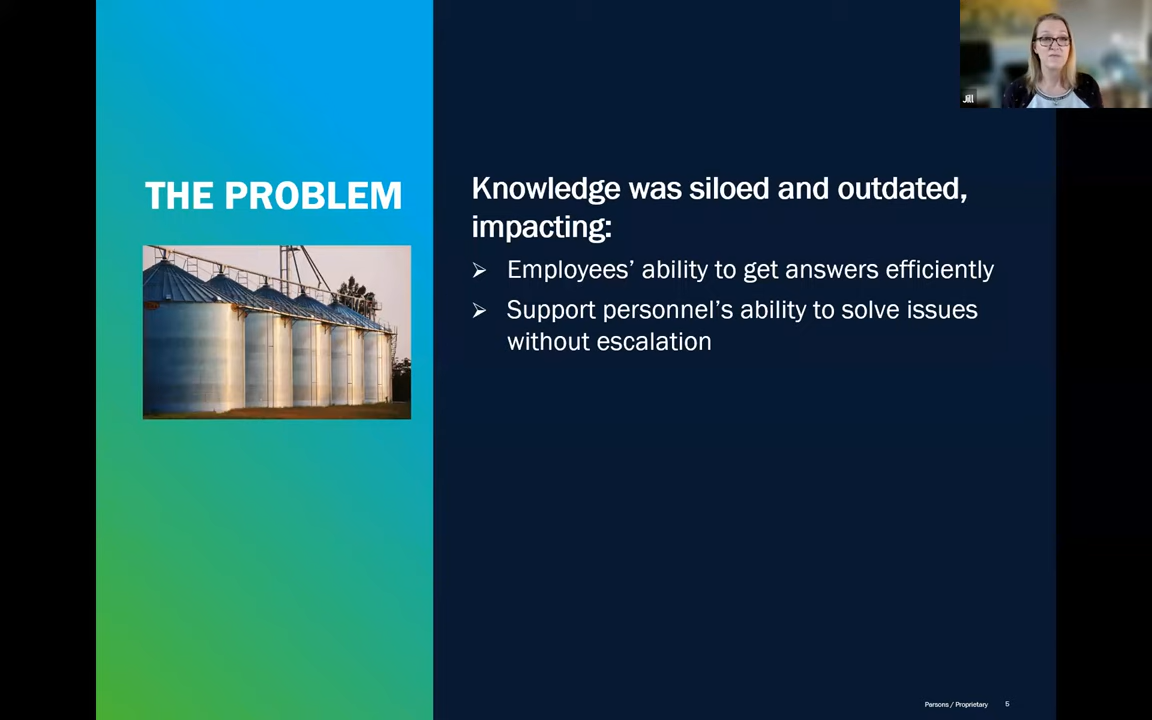 Jill
THE PROBLEM
Knowledge was siloed and outdated,
impacting:
➢ Employees’ ability to get answers efficiently
➢ Support personnel’s ability to solve issues
without escalation
Parsons / Proprietary 5